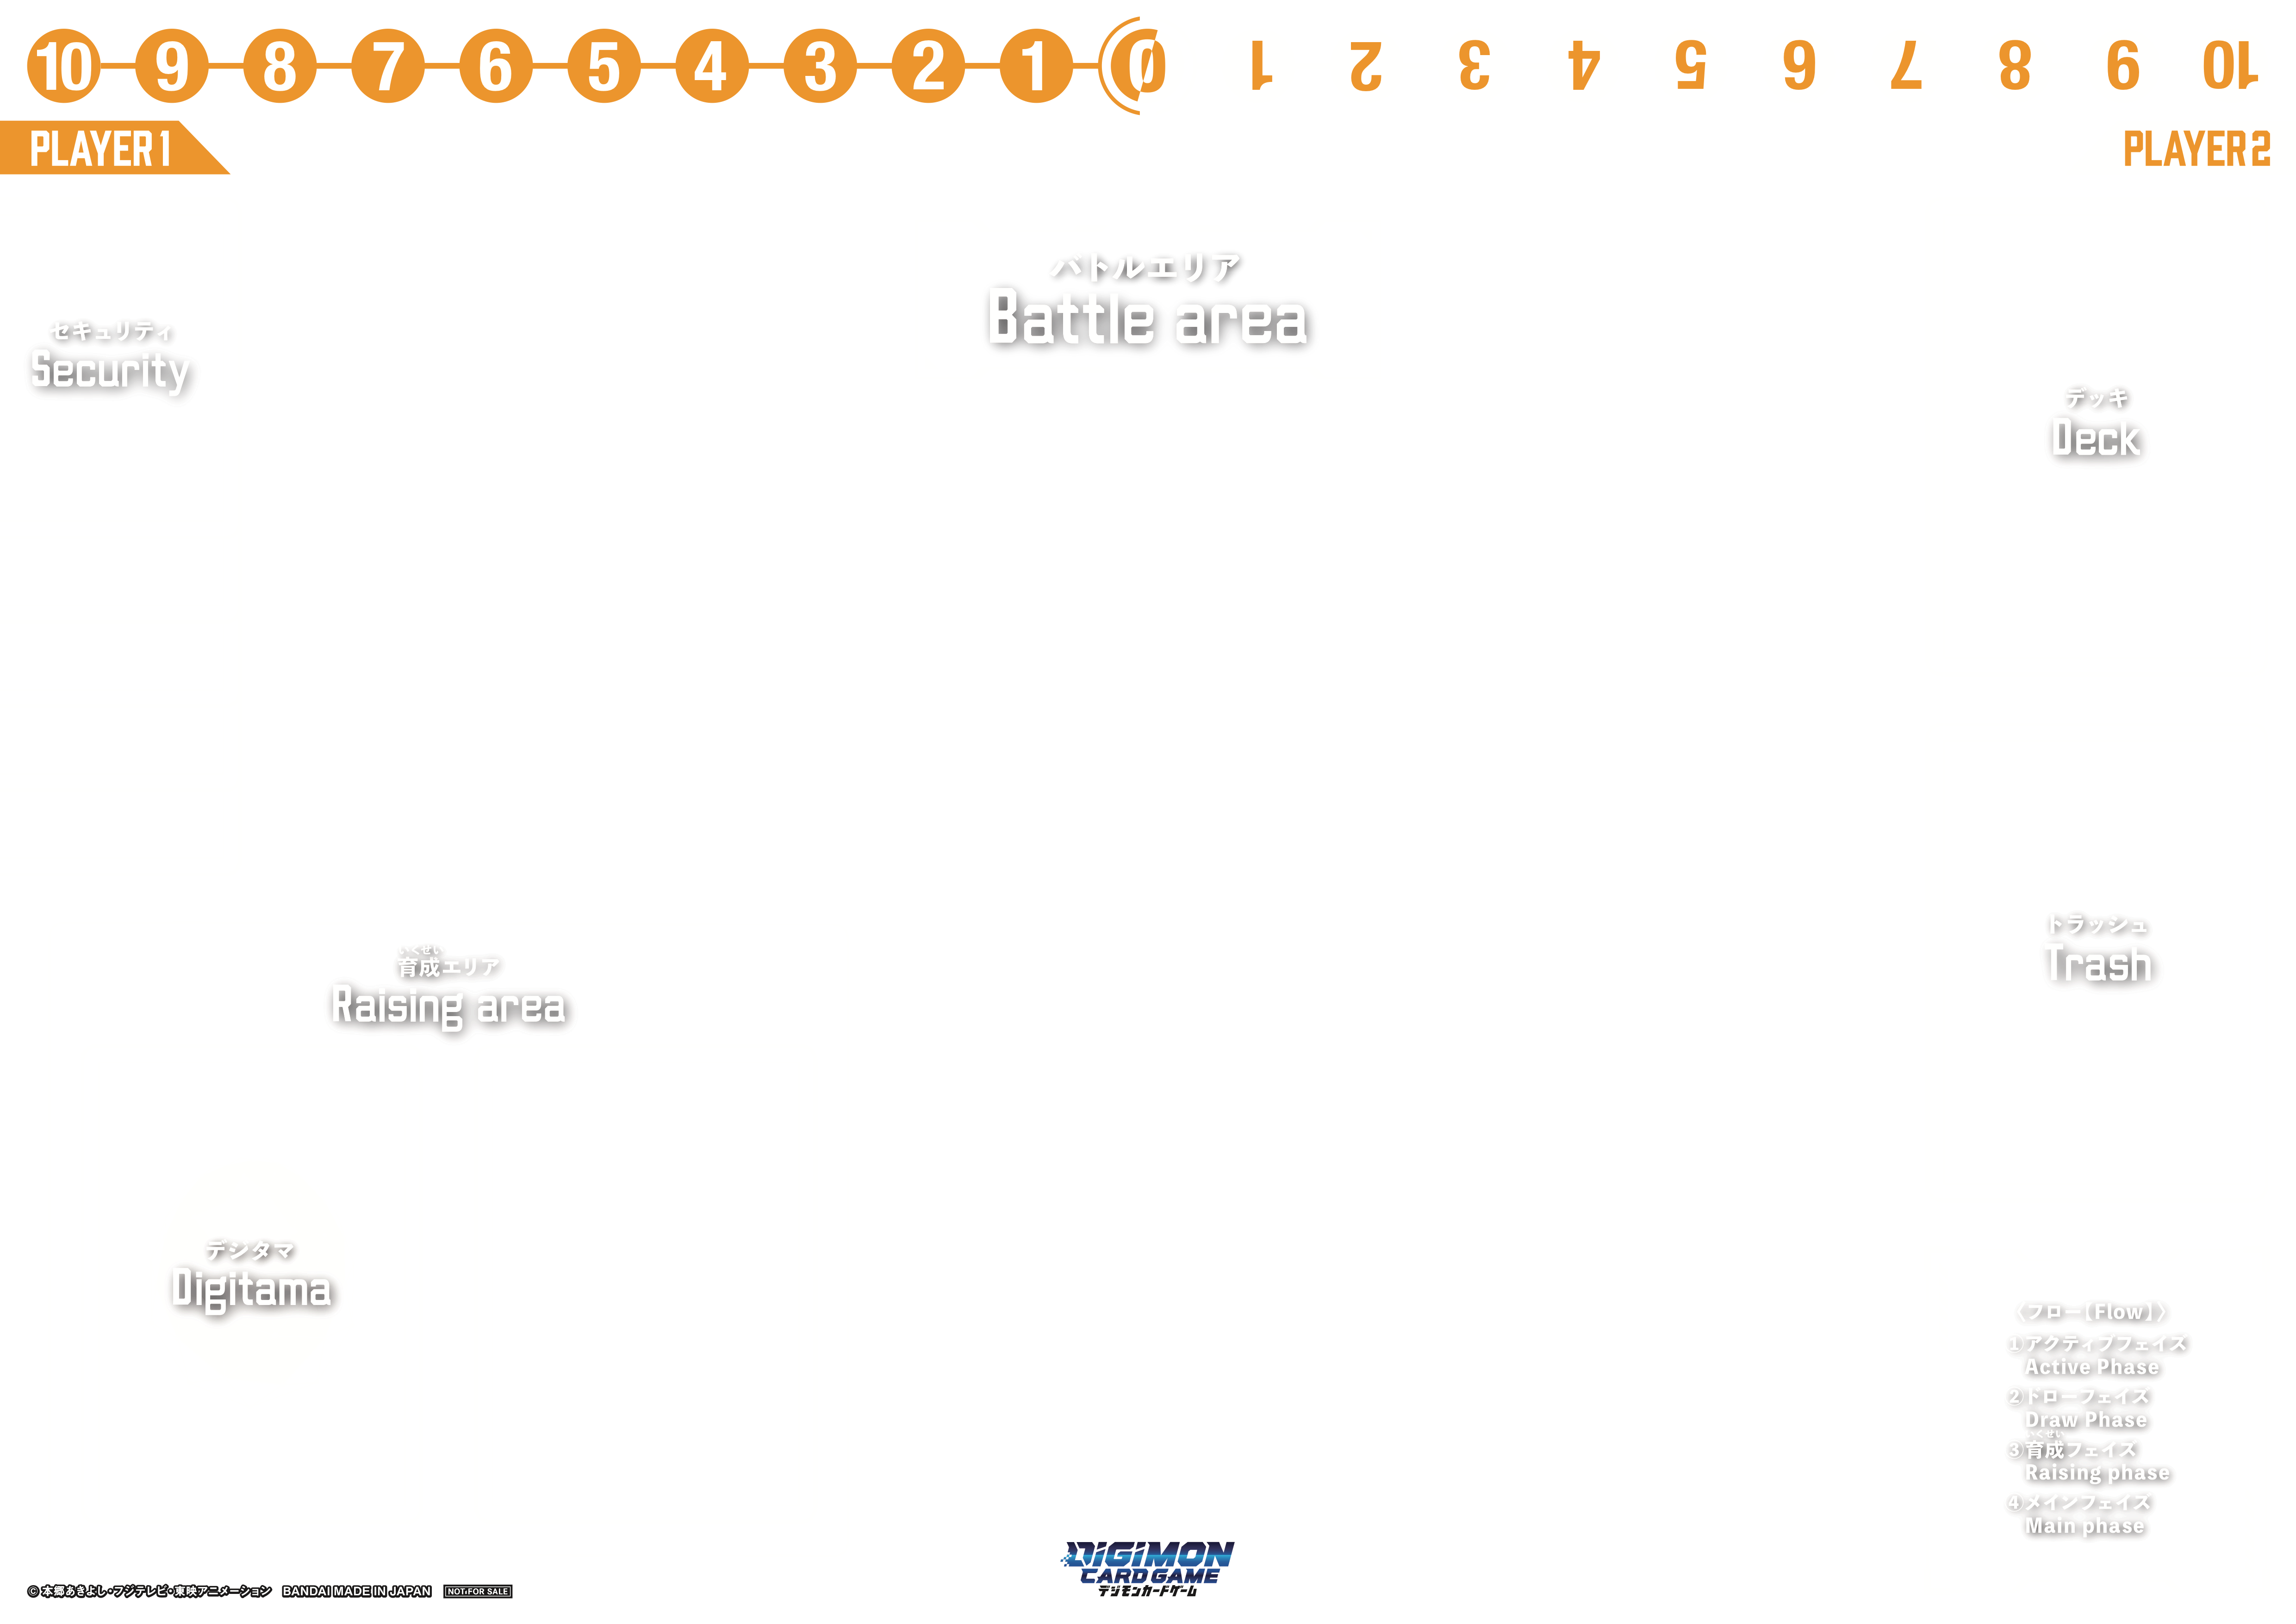 10 9 8 7 6 5 4 3 2 1 0 1 2 3 4 5 6 7 8 9 10
PLAYER 1
PLAYER 2
バトルエリア
Battle area
セキュリティ
Security
デッキ
Deck
トラッシュ
Trash
いくせい
育成エリア
Raising area
デジタマ
Digitama
〈フロー【Flow】〉
①アクティブフェイズ
Active Phase
②ドローフェイズ
Draw Phase
いくせい
③育成フェイズ
Raising phase
④メインフェイズ
Main phase
DIGIMON
CARD GAME
デジモンカードゲーム
© 本郷あきよし・フジテレビ・東映アニメーション BANDAI MADE IN JAPAN NOT FOR SALE